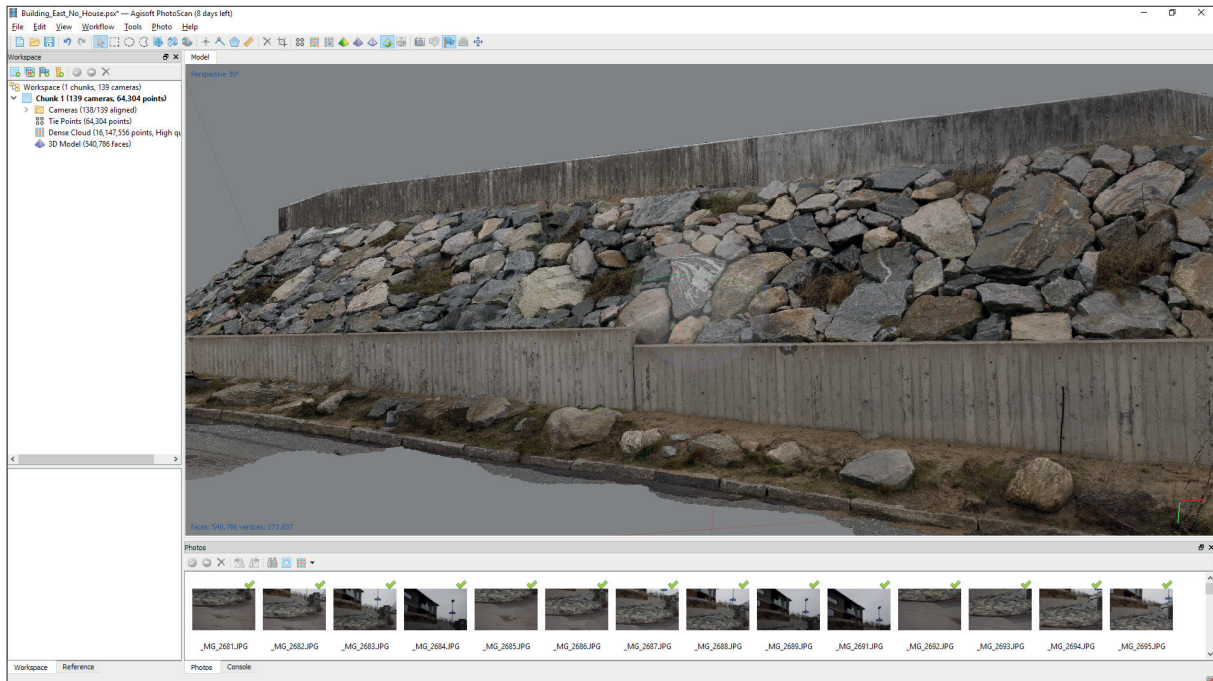 Building_East_No_House.psx* — Agisoft PhotoScan (8 days left)
File Edit View Workflow Tools Photo Help
Workspace
Model
Workspace (1 chunks, 139 cameras)
Chunk 1 (139 cameras, 64,304 points)
Cameras (138/139 aligned)
Tie Points (64,304 points)
Dense Cloud (16,147,556 points, High qu
3D Model (540,786 faces)
Perspective 30°
faces: 540,786 vertices: 273,837
Photos
_MG_2681.JPG _MG_2682.JPG _MG_2683.JPG _MG_2684.JPG _MG_2685.JPG _MG_2686.JPG _MG_2687.JPG _MG_2688.JPG _MG_2689.JPG _MG_2691.JPG _MG_2692.JPG _MG_2693.JPG _MG_2694.JPG _MG_2695.JPG
Workspace Reference
Photos Console